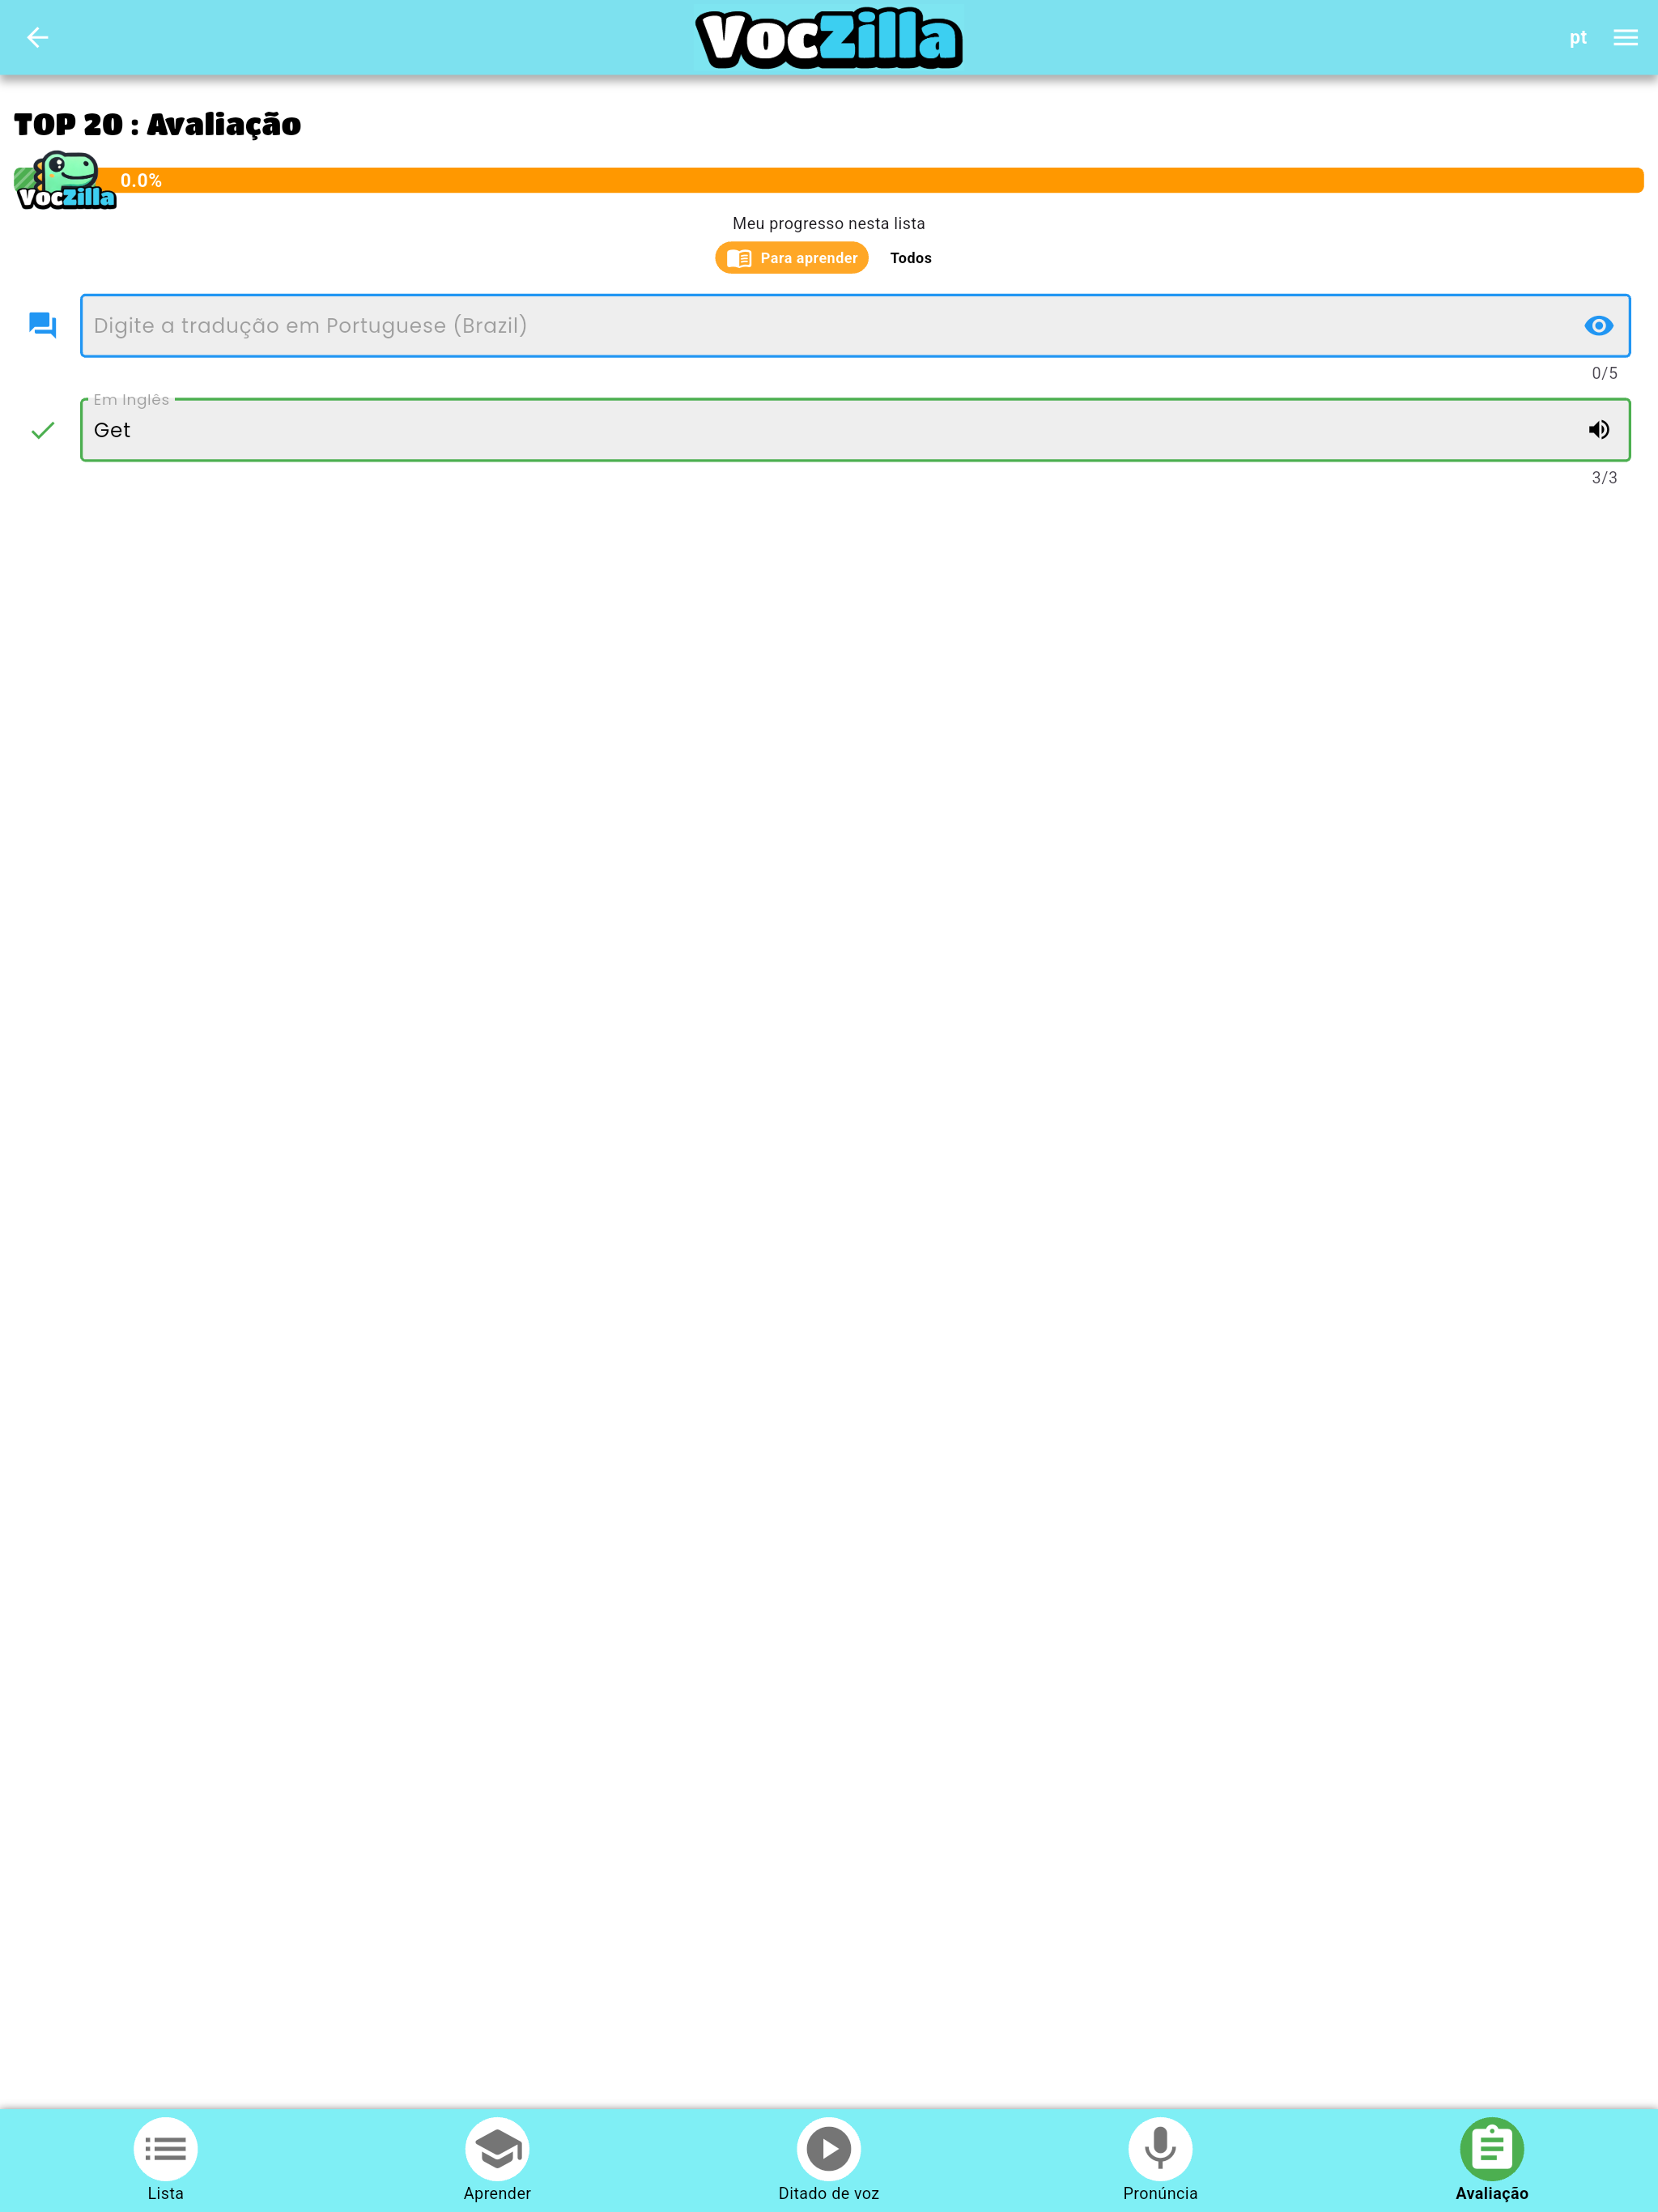 VocZilla
pt
TOP 20 : Avaliação
VocZilla
0.0%
Meu progresso nesta lista
Para aprender
Todos
Digite a tradução em Portuguese (Brazil)
0/5
Em Inglês
Get
3/3
Lista
Aprender
Ditado de voz
Pronúncia
Avaliação